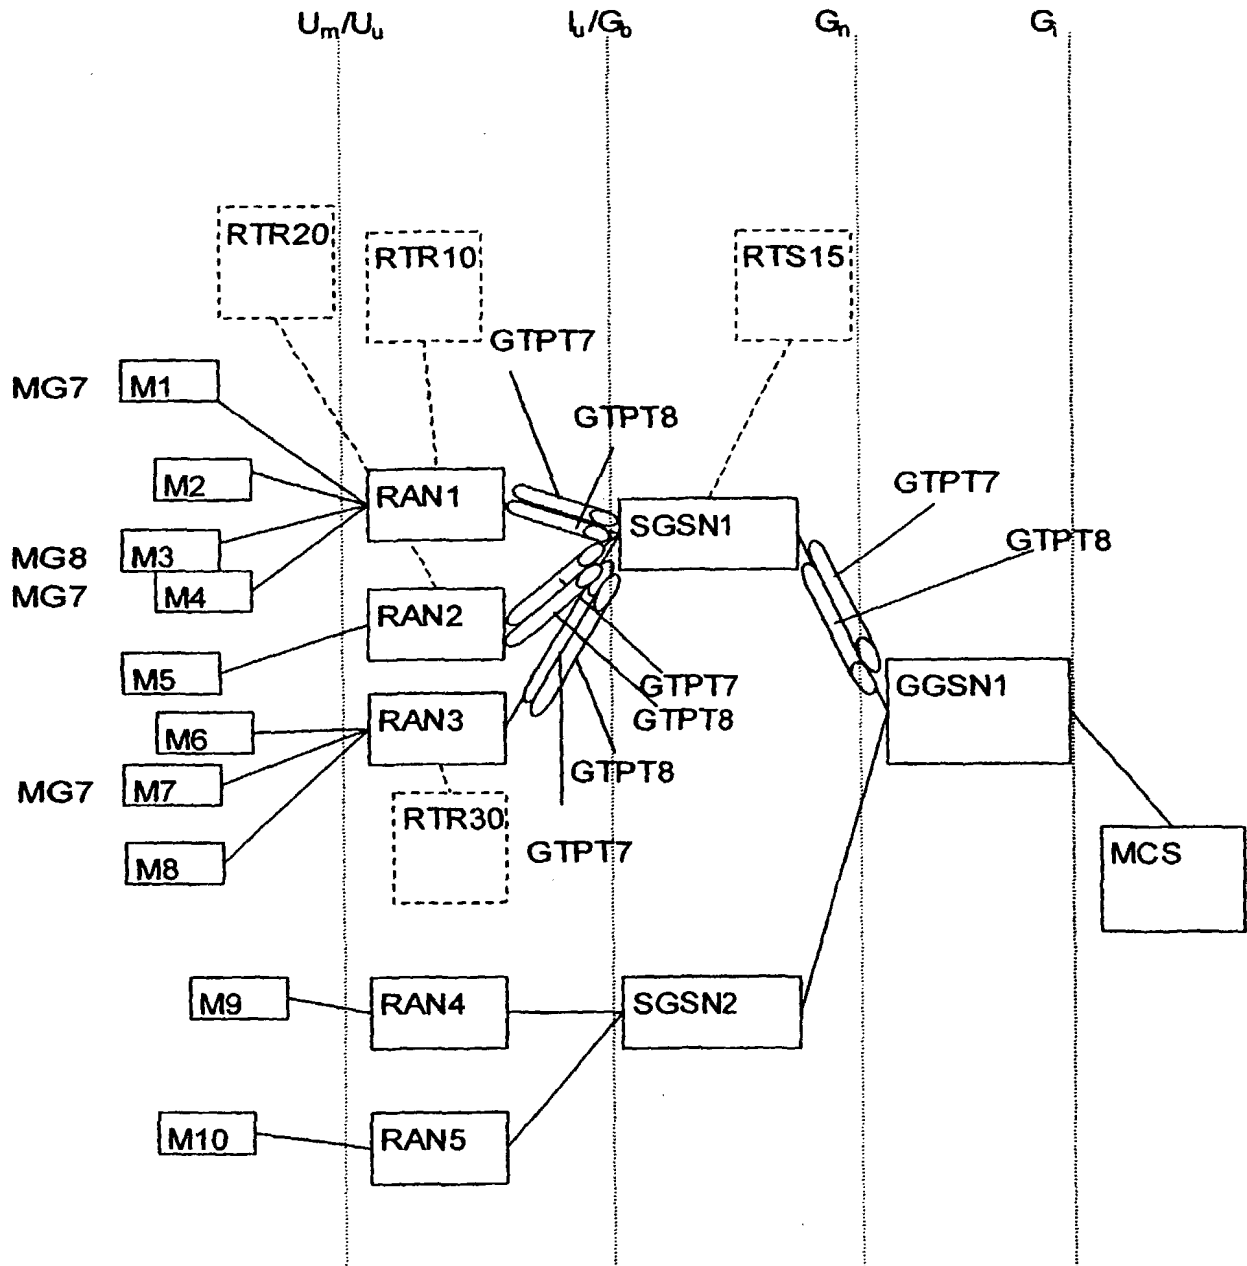 Um/Uu
Iu/Gb
Gn
Gi
RTR20
RTR10
RTS15
GTPT7
MG7
M1
GTPT8
M2
RAN1
SGSN1
GTPT7
MG8
M3
GTPT8
MG7
M4
RAN2
M5
GTPT7
GGSN1
RAN3
GTPT8
M6
GTPT8
MG7
M7
RTR30
GTPT7
MCS
M8
M9
RAN4
SGSN2
M10
RAN5